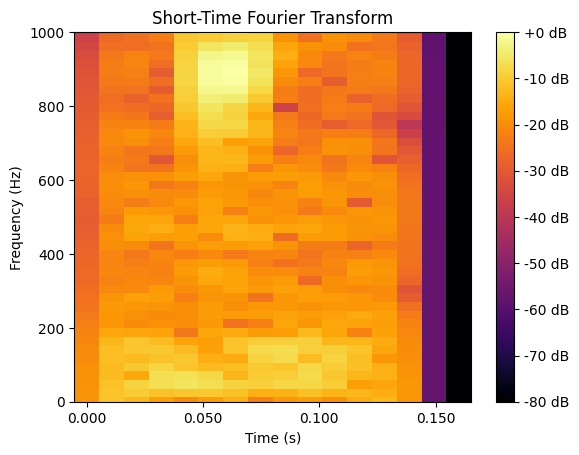 Short-Time Fourier Transform
Frequency (Hz)
1000
800
600
400
200
0
0.000
0.050
0.100
0.150
Time (s)
+0 dB
-10 dB
-20 dB
-30 dB
-40 dB
-50 dB
-60 dB
-70 dB
-80 dB